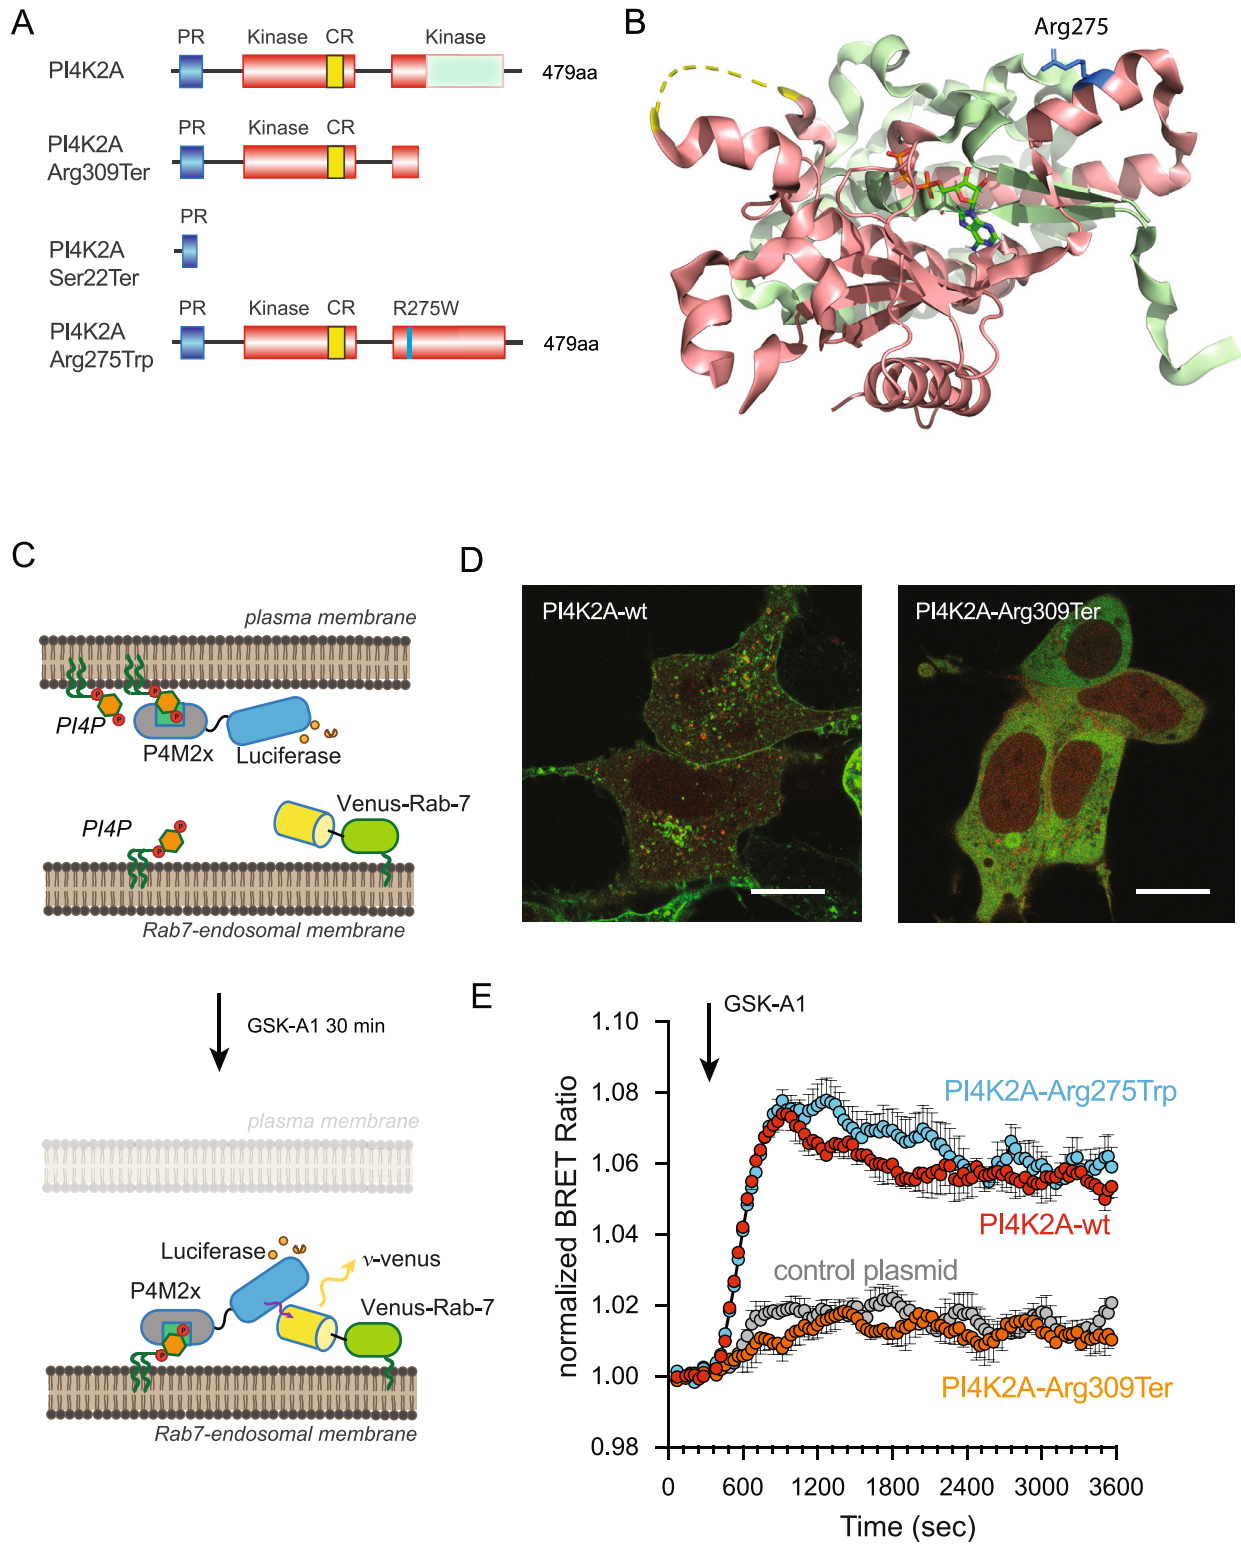 A
PR
Kinase
CR
Kinase
PI4K2A
479aa
PR
Kinase
CR
PI4K2A
Arg309Ter
PR
PI4K2A
Ser22Ter
PR
Kinase
CR
R275W
PI4K2A
Arg275Trp
479aa
B
Arg275
C
plasma membrane
P
P
P
P
PI4P
P4M2x
Luciferase
Venus-Rab-7
PI4P
P
P
Rab7-endosomal membrane
GSK-A1 30 min
plasma membrane
Luciferase
ν-venus
P4M2x
Venus-Rab-7
P
P
Rab7-endosomal membrane
D
PI4K2A-wt
PI4K2A-Arg309Ter
E
GSK-A1
1.10
1.08
1.06
1.04
1.02
1.00
0.98
normalized BRET Ratio
PI4K2A-Arg275Trp
PI4K2A-wt
control plasmid
PI4K2A-Arg309Ter
0
600
1200
1800
2400
3000
3600
Time (sec)